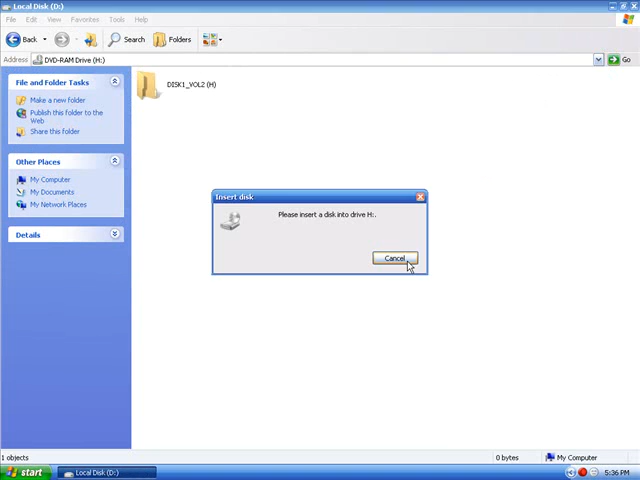 Local Disk (D:)
File Edit View Favorites Tools Help
Back Search Folders
Address DVD-RAM Drive (H:) Go
File and Folder Tasks
Make a new folder
Publish this folder to the
Web
Share this folder
Other Places
My Computer
My Documents
My Network Places
Details
DISK1_VOL2 (H)
Insert disk
Please insert a disk into drive H:.
Cancel
1 objects 0 bytes My Computer
start Local Disk (D:) 5:36 PM